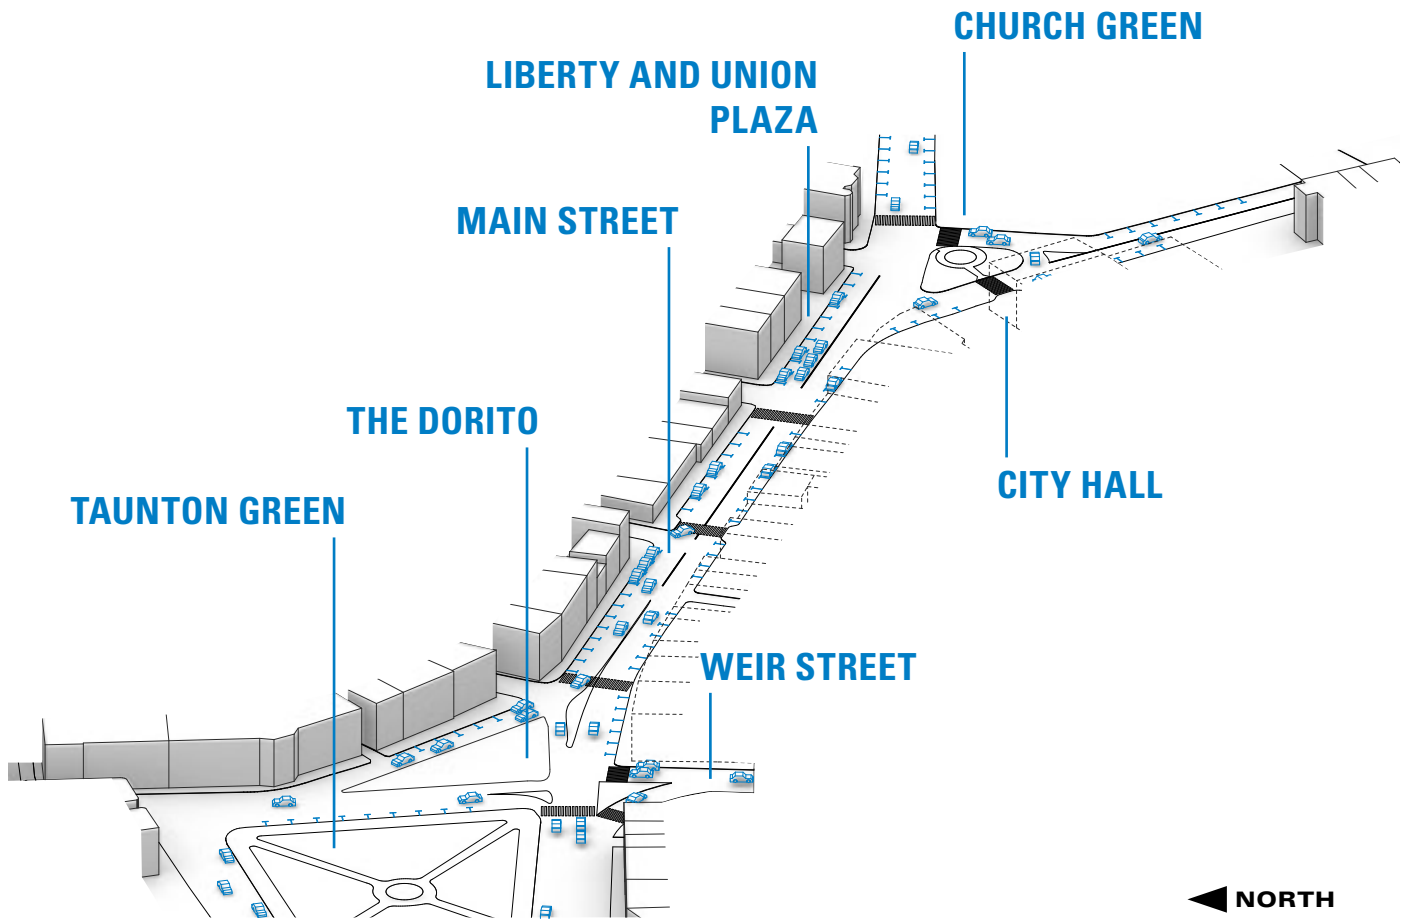 CHURCH GREEN
LIBERTY AND UNION
PLAZA
MAIN STREET
THE DORITO
CITY HALL
TAUNTON GREEN
WEIR STREET
NORTH